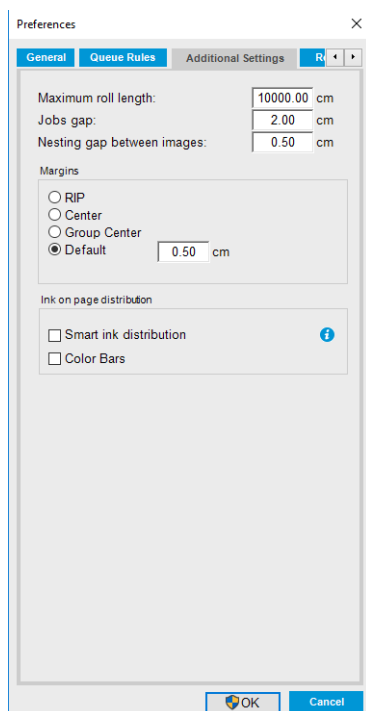 Preferences
General Queue Rules Additional Settings
Maximum roll length: 10000.00 cm
Jobs gap: 2.00 cm
Nesting gap between images: 0.50 cm
Margins
RIP
Center
Group Center
Default 0.50 cm
Ink on page distribution
Smart ink distribution
Color Bars
OK Cancel